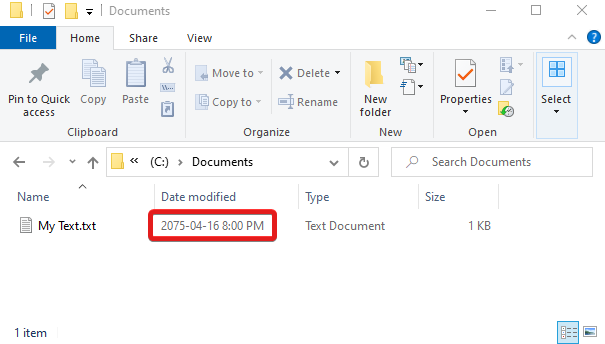 Documents
File Home Share View
Pin to Quick access Copy Paste Move to Copy to Delete Rename New folder Properties Select
Clipboard Organize New Open
« (C:) > Documents Search Documents
Name Date modified Type Size
My Text.txt 2075-04-16 8:00 PM Text Document 1 KB
1 item